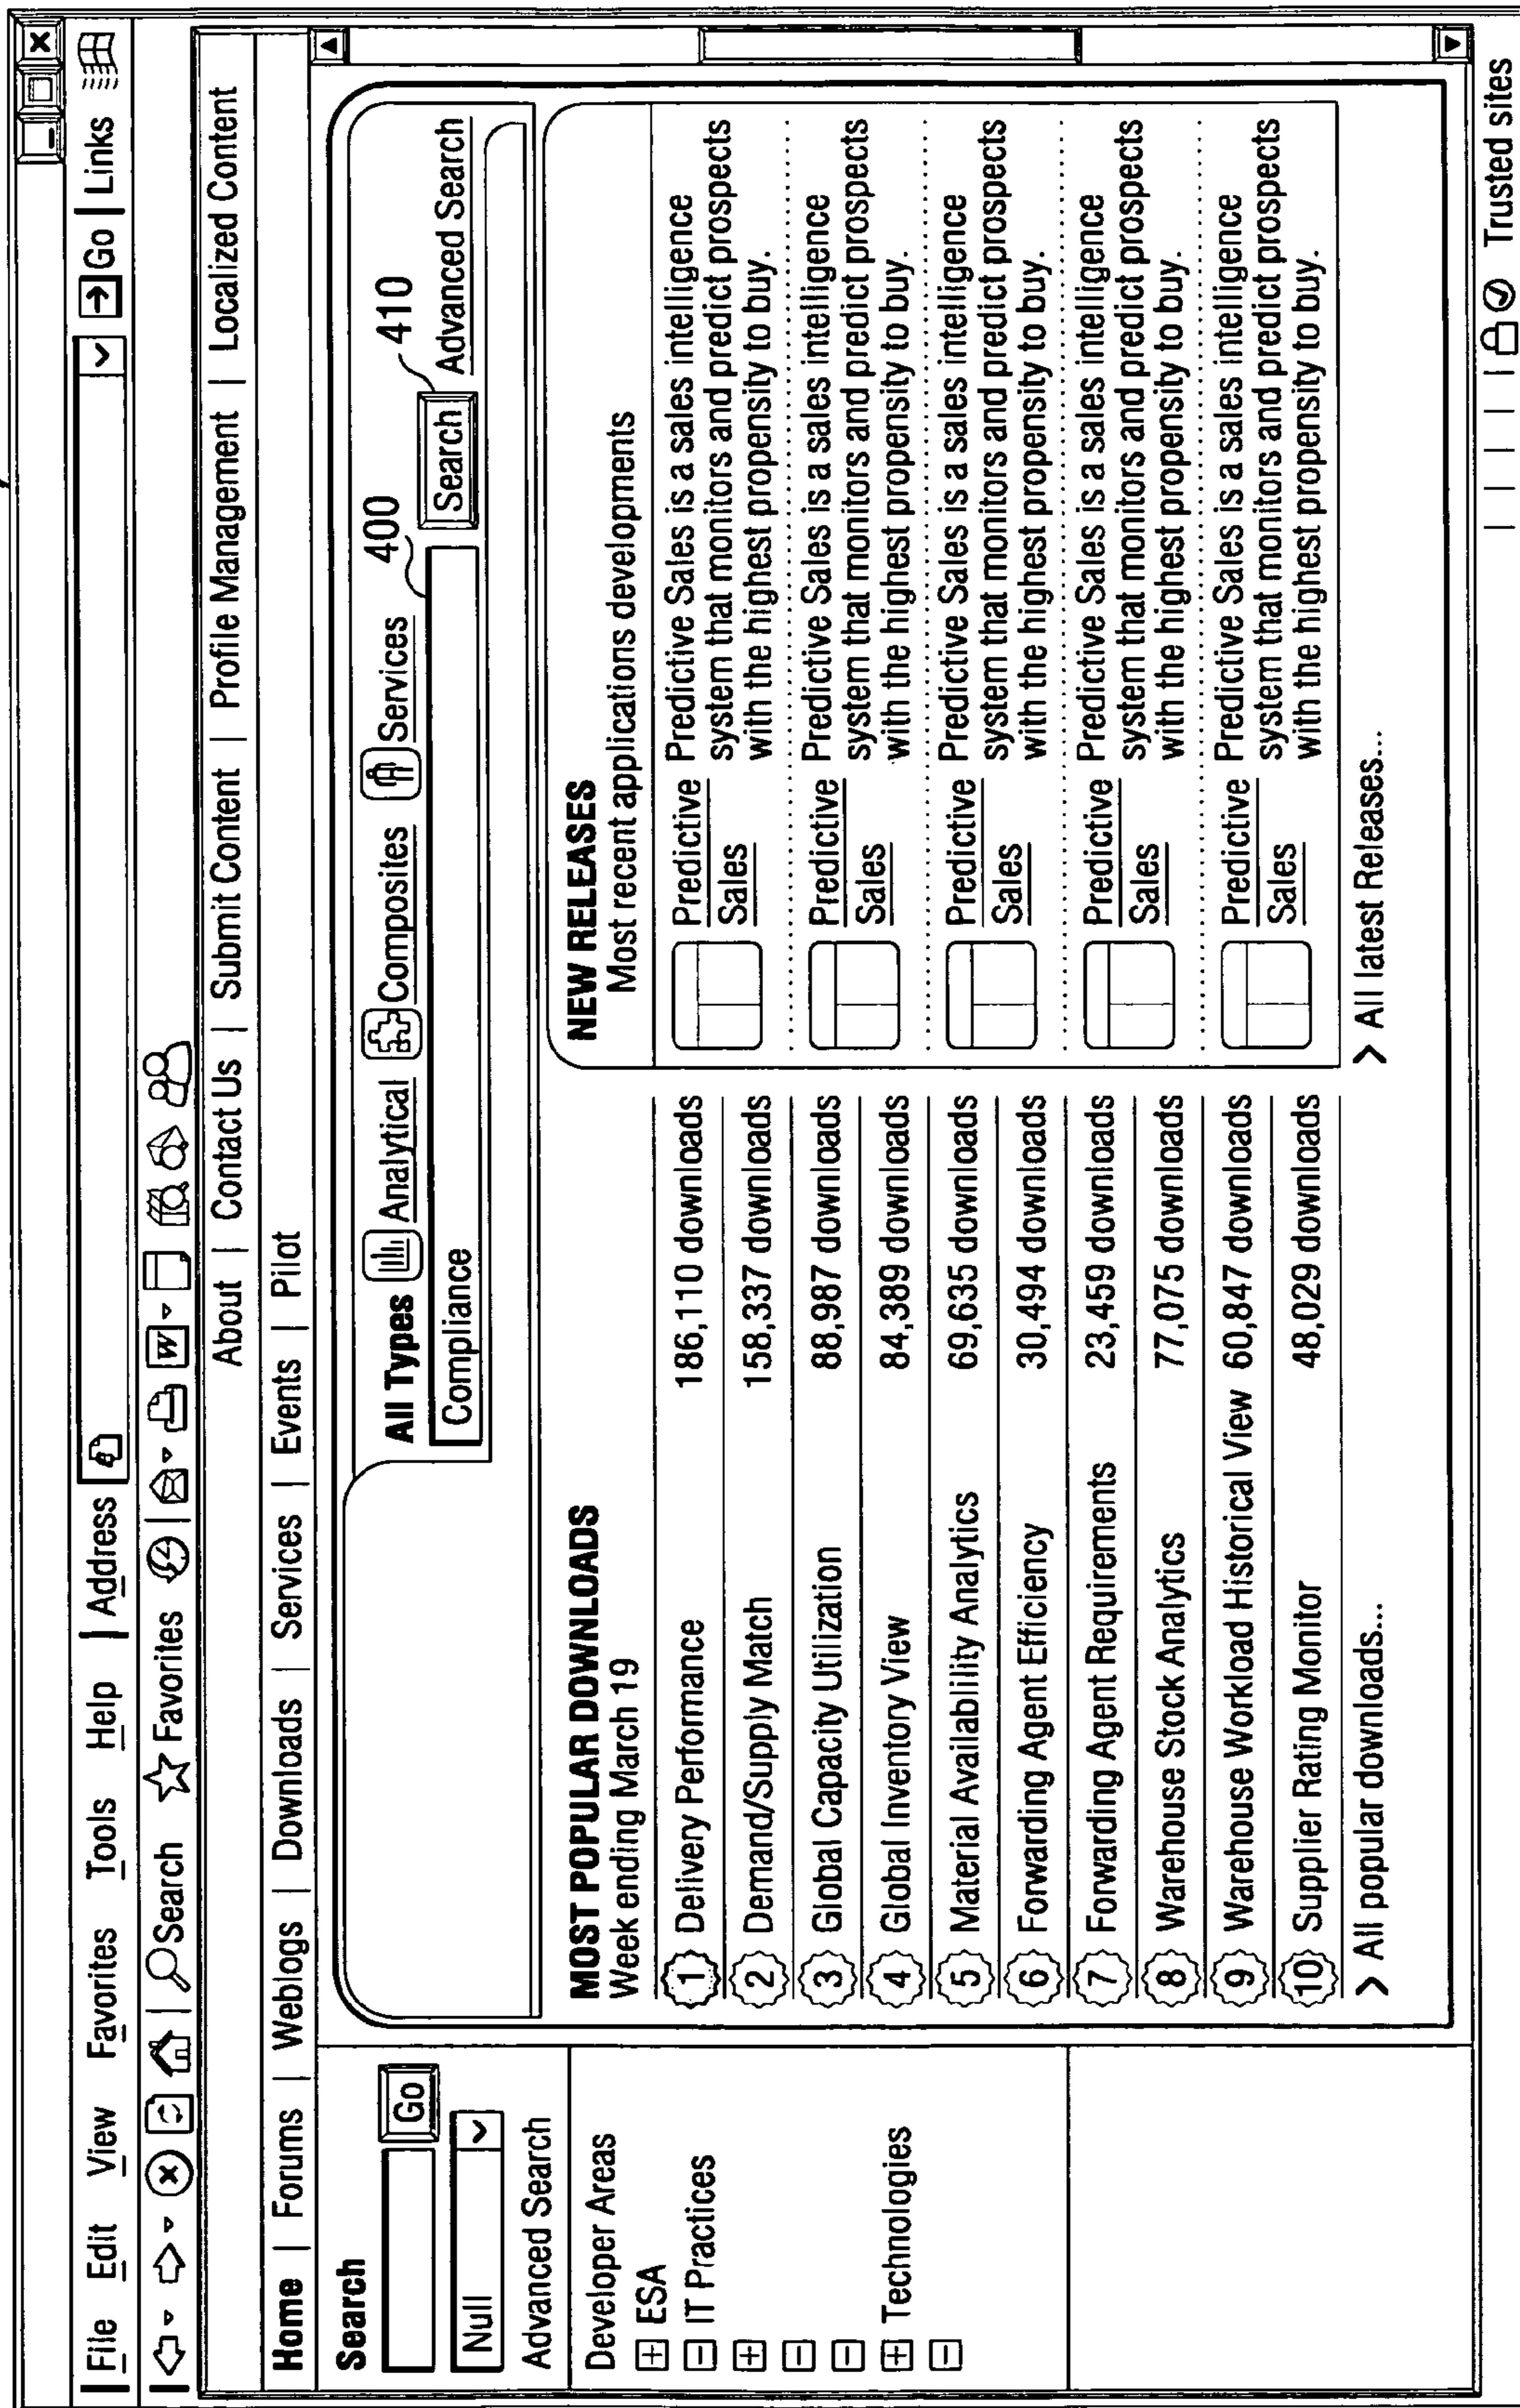 File Edit View Favorites Tools Help | Address Go | Links
Search Favorites W
About | Contact Us | Submit Content | Profile Management | Localized Content
Home | Forums | Weblogs | Downloads | Services | Events | Pilot
Search
Go
Null
Advanced Search
Developer Areas
ESA
IT Practices
Technologies
All Types Analytical Composites Services 400 410
Compliance Search Advanced Search
MOST POPULAR DOWNLOADS
Week ending March 19
1 Delivery Performance 186,110 downloads
2 Demand/Supply Match 158,337 downloads
3 Global Capacity Utilization 88,987 downloads
4 Global Inventory View 84,389 downloads
5 Material Availability Analytics 69,635 downloads
6 Forwarding Agent Efficiency 30,494 downloads
7 Forwarding Agent Requirements 23,459 downloads
8 Warehouse Stock Analytics 77,075 downloads
9 Warehouse Workload Historical View 60,847 downloads
10 Supplier Rating Monitor 48,029 downloads
All popular downloads...
NEW RELEASES
Most recent applications developments
Predictive Predictive Sales is a sales intelligence
Sales system that monitors and predict prospects
with the highest propensity to buy.
Predictive Predictive Sales is a sales intelligence
Sales system that monitors and predict prospects
with the highest propensity to buy.
Predictive Predictive Sales is a sales intelligence
Sales system that monitors and predict prospects
with the highest propensity to buy.
Predictive Predictive Sales is a sales intelligence
Sales system that monitors and predict prospects
with the highest propensity to buy.
Predictive Predictive Sales is a sales intelligence
Sales system that monitors and predict prospects
with the highest propensity to buy.
All latest Releases...
Trusted sites